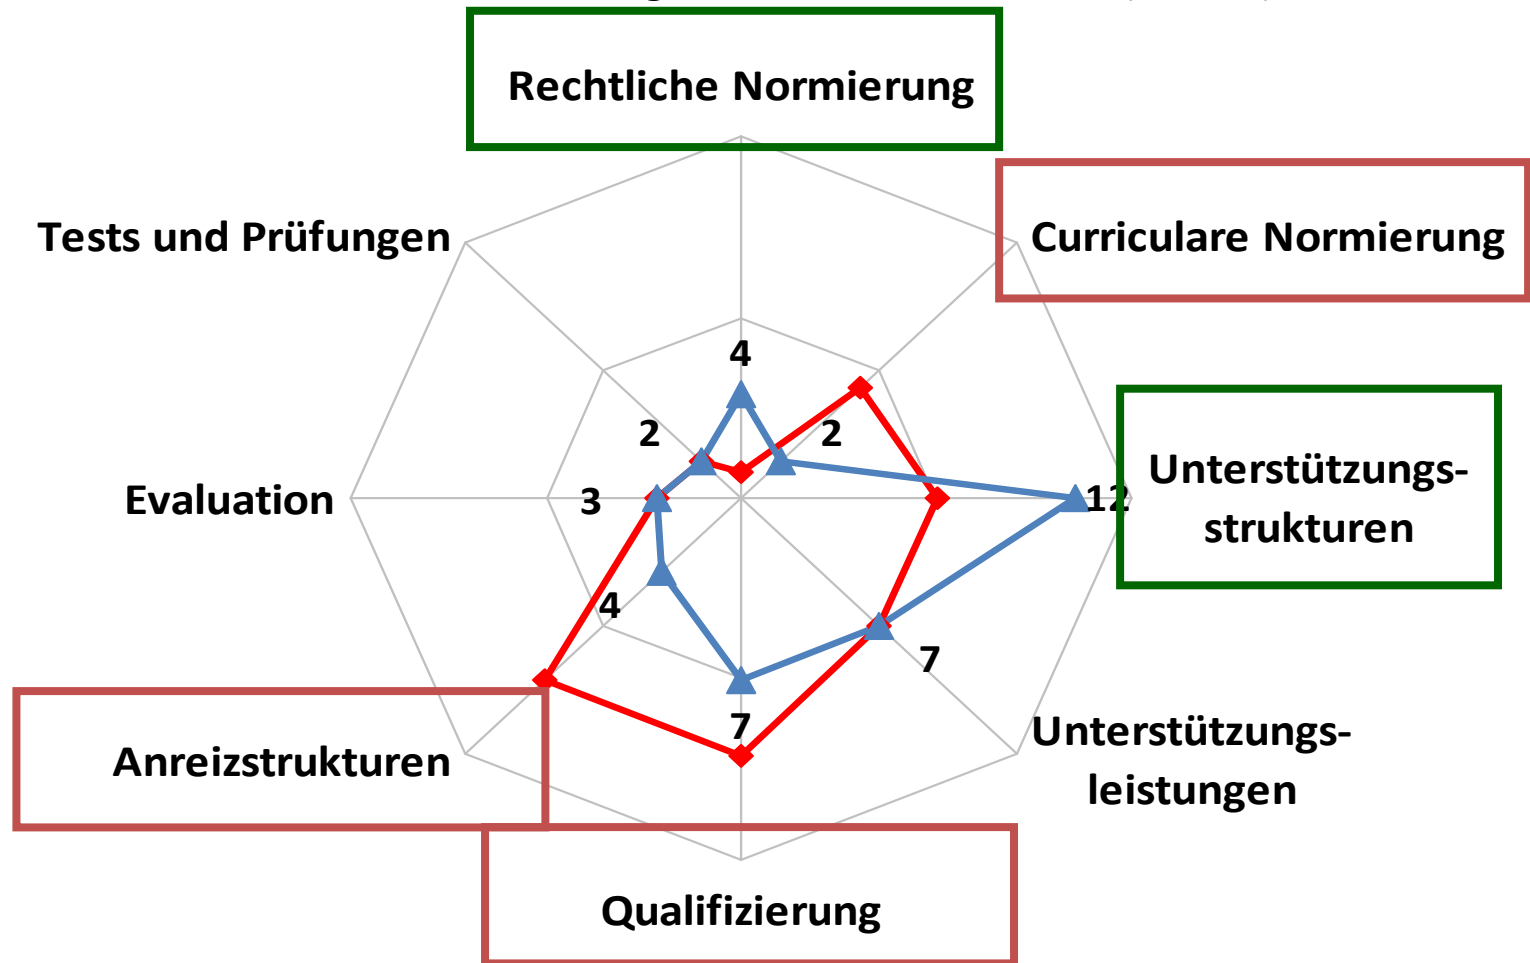 Rechtliche Normierung
Tests und Prüfungen
Curriculare Normierung
4
2
2
Evaluation
3
12
Unterstützungs-
strukturen
4
7
7
Unterstützungs-
leistungen
Anreizstrukturen
Qualifizierung